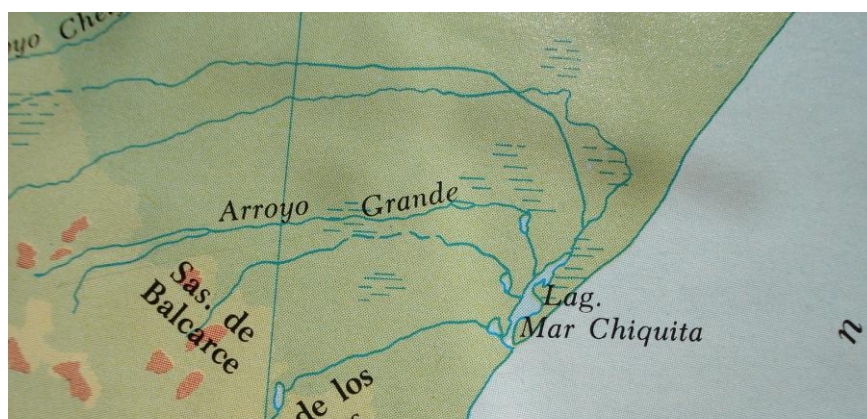 Arroyo Grande
Sas. de
Balcarce
Lag.
Mar Chiquita
de los
n